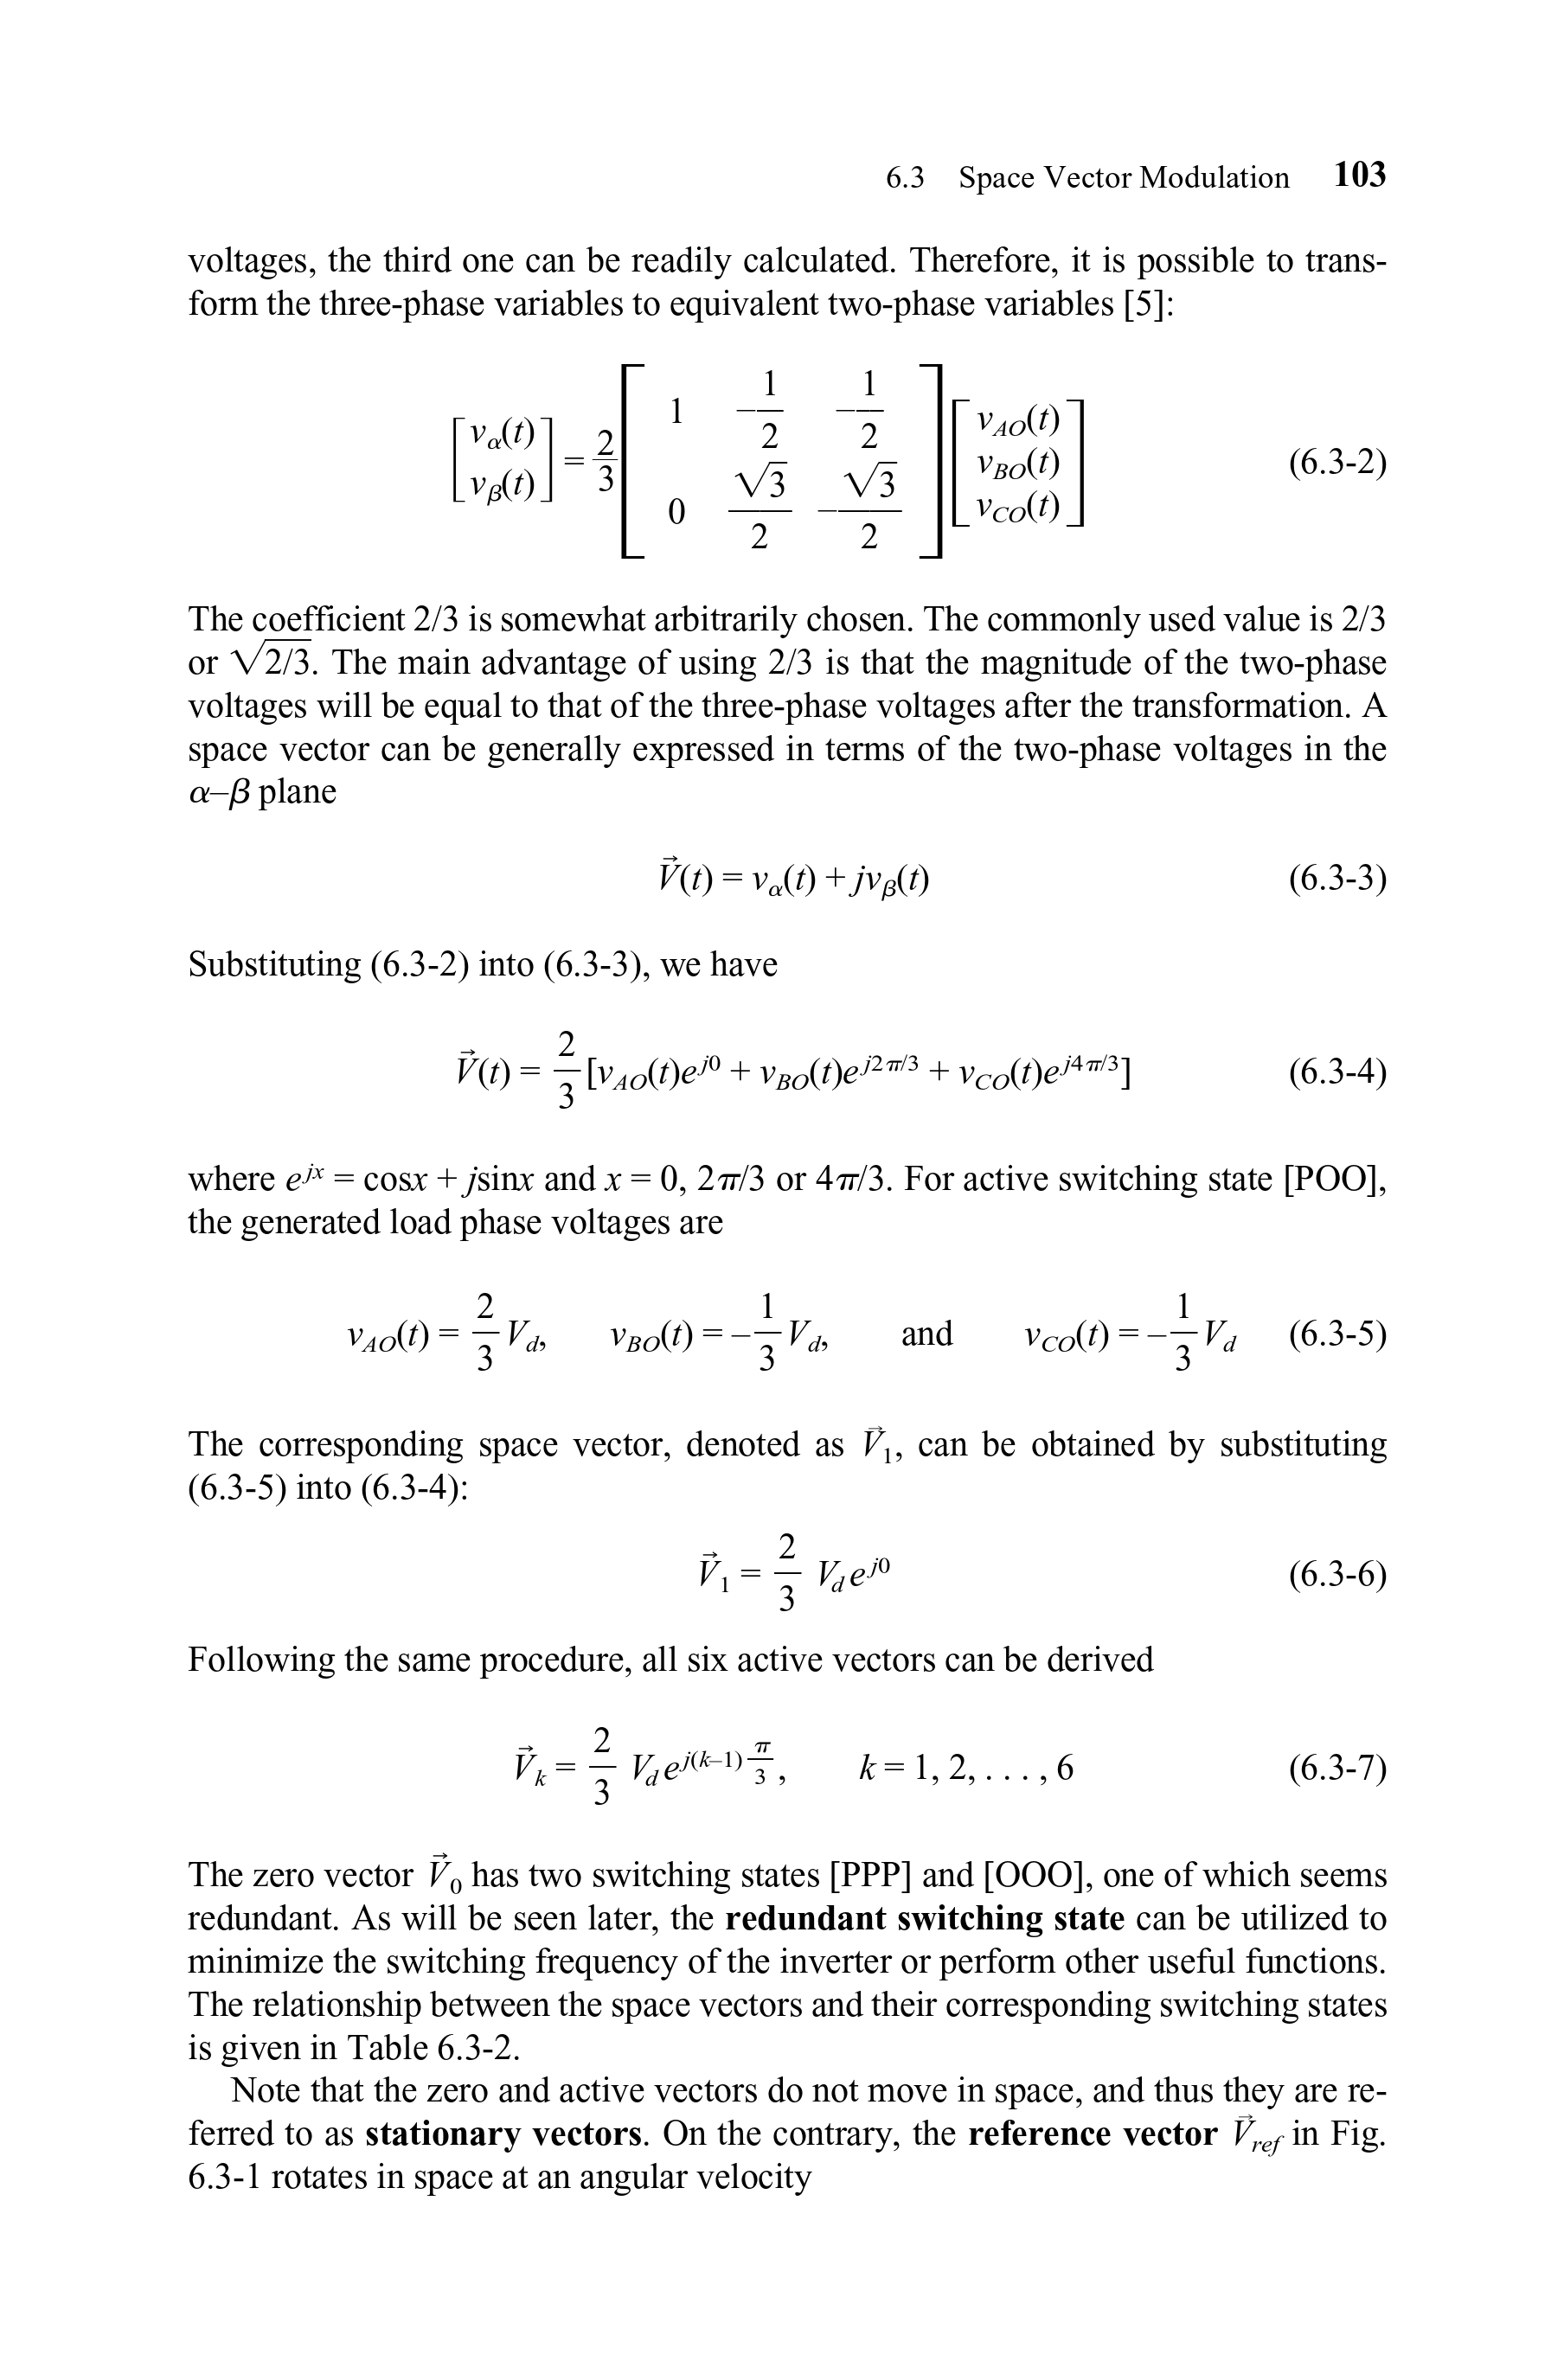 6.3 Space Vector Modulation 103
voltages, the third one can be readily calculated. Therefore, it is possible to trans-
form the three-phase variables to equivalent two-phase variables [5]:
\begin{bmatrix} v_\alpha(t) \\ v_\beta(t) \end{bmatrix} = \frac{2}{3} \begin{bmatrix} 1 & -\frac{1}{2} & -\frac{1}{2} \\ 0 & \frac{\sqrt{3}}{2} & -\frac{\sqrt{3}}{2} \end{bmatrix} \begin{bmatrix} v_{AO}(t) \\ v_{BO}(t) \\ v_{CO}(t) \end{bmatrix} (6.3-2)
The coefficient 2/3 is somewhat arbitrarily chosen. The commonly used value is 2/3
or √2/3. The main advantage of using 2/3 is that the magnitude of the two-phase
voltages will be equal to that of the three-phase voltages after the transformation. A
space vector can be generally expressed in terms of the two-phase voltages in the
α–β plane
\vec{V}(t) = v_\alpha(t) + jv_\beta(t) (6.3-3)
Substituting (6.3-2) into (6.3-3), we have
\vec{V}(t) = \frac{2}{3} [v_{AO}(t)e^{j0} + v_{BO}(t)e^{j2\pi/3} + v_{CO}(t)e^{j4\pi/3}] (6.3-4)
where e^{jx} = cosx + jsinx and x = 0, 2π/3 or 4π/3. For active switching state [POO],
the generated load phase voltages are
v_{AO}(t) = \frac{2}{3} V_d, v_{BO}(t) = -\frac{1}{3} V_d, and v_{CO}(t) = -\frac{1}{3} V_d (6.3-5)
The corresponding space vector, denoted as \vec{V}_1, can be obtained by substituting
(6.3-5) into (6.3-4):
\vec{V}_1 = \frac{2}{3} V_d e^{j0} (6.3-6)
Following the same procedure, all six active vectors can be derived
\vec{V}_k = \frac{2}{3} V_d e^{j(k-1)\frac{\pi}{3}}, k = 1, 2, . . . , 6 (6.3-7)
The zero vector \vec{V}_0 has two switching states [PPP] and [OOO], one of which seems
redundant. As will be seen later, the redundant switching state can be utilized to
minimize the switching frequency of the inverter or perform other useful functions.
The relationship between the space vectors and their corresponding switching states
is given in Table 6.3-2.
Note that the zero and active vectors do not move in space, and thus they are re-
ferred to as stationary vectors. On the contrary, the reference vector \vec{V}_{ref} in Fig.
6.3-1 rotates in space at an angular velocity